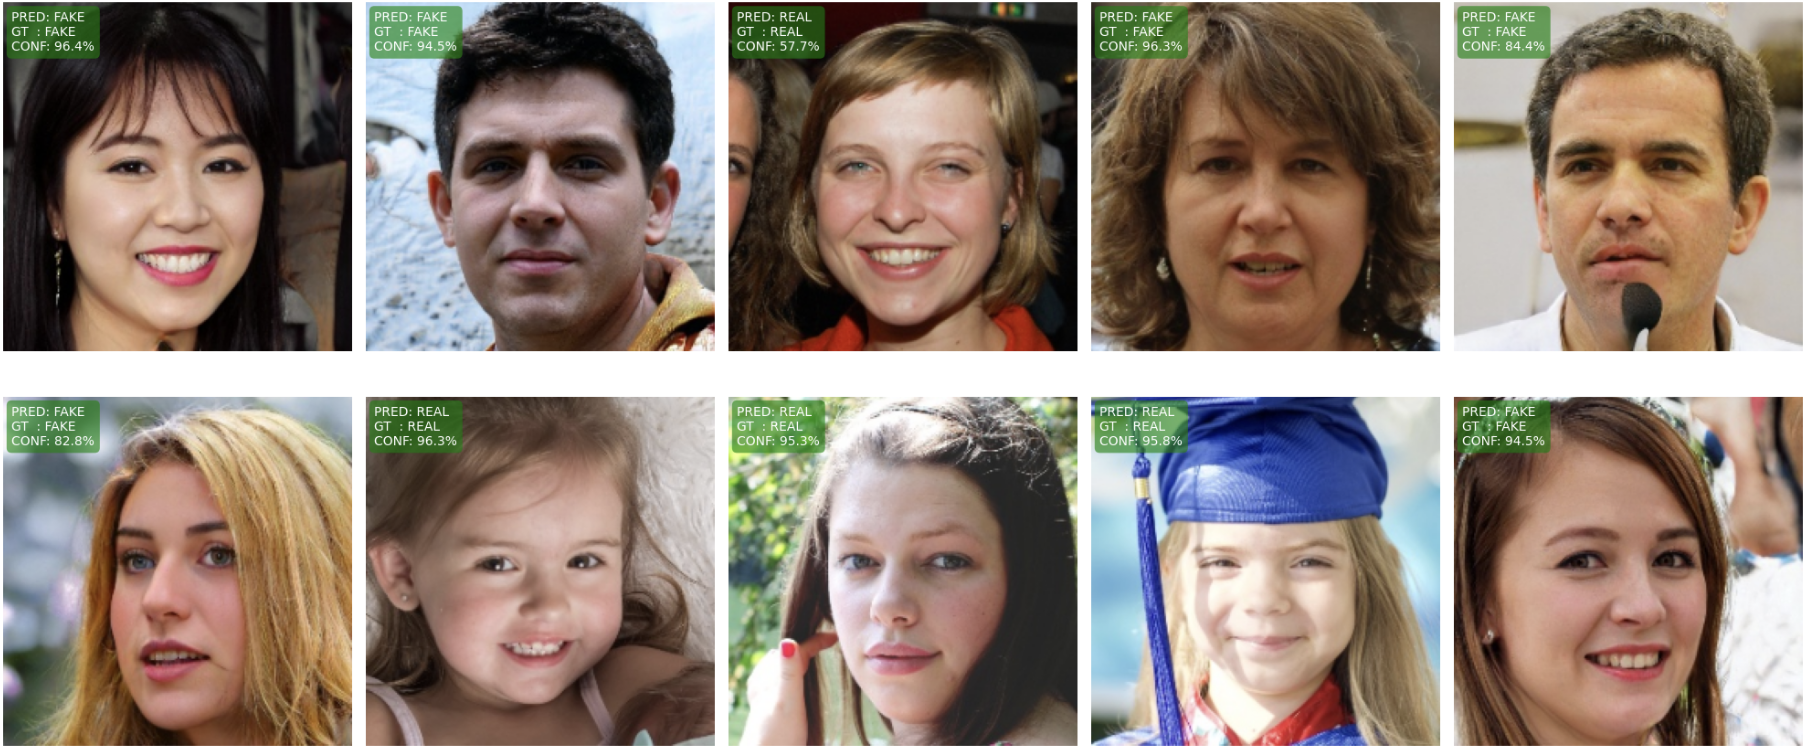 PRED: FAKE
GT : FAKE
CONF: 96.4%
PRED: FAKE
GT : FAKE
CONF: 94.5%
PRED: REAL
GT : REAL
CONF: 57.7%
PRED: FAKE
GT : FAKE
CONF: 96.3%
PRED: FAKE
GT : FAKE
CONF: 84.4%
PRED: FAKE
GT : FAKE
CONF: 82.8%
PRED: REAL
GT : REAL
CONF: 96.3%
PRED: REAL
GT : REAL
CONF: 95.3%
PRED: REAL
GT : REAL
CONF: 95.8%
PRED: FAKE
GT : FAKE
CONF: 94.5%